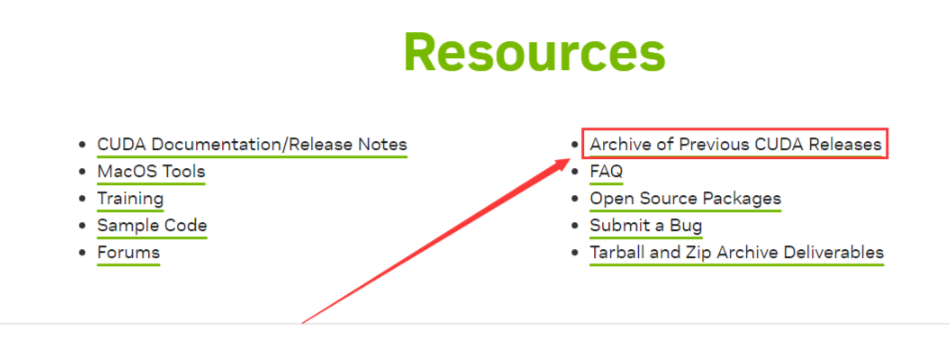 Resources
CUDA Documentation/Release Notes
MacOS Tools
Training
Sample Code
Forums
Archive of Previous CUDA Releases
FAQ
Open Source Packages
Submit a Bug
Tarball and Zip Archive Deliverables